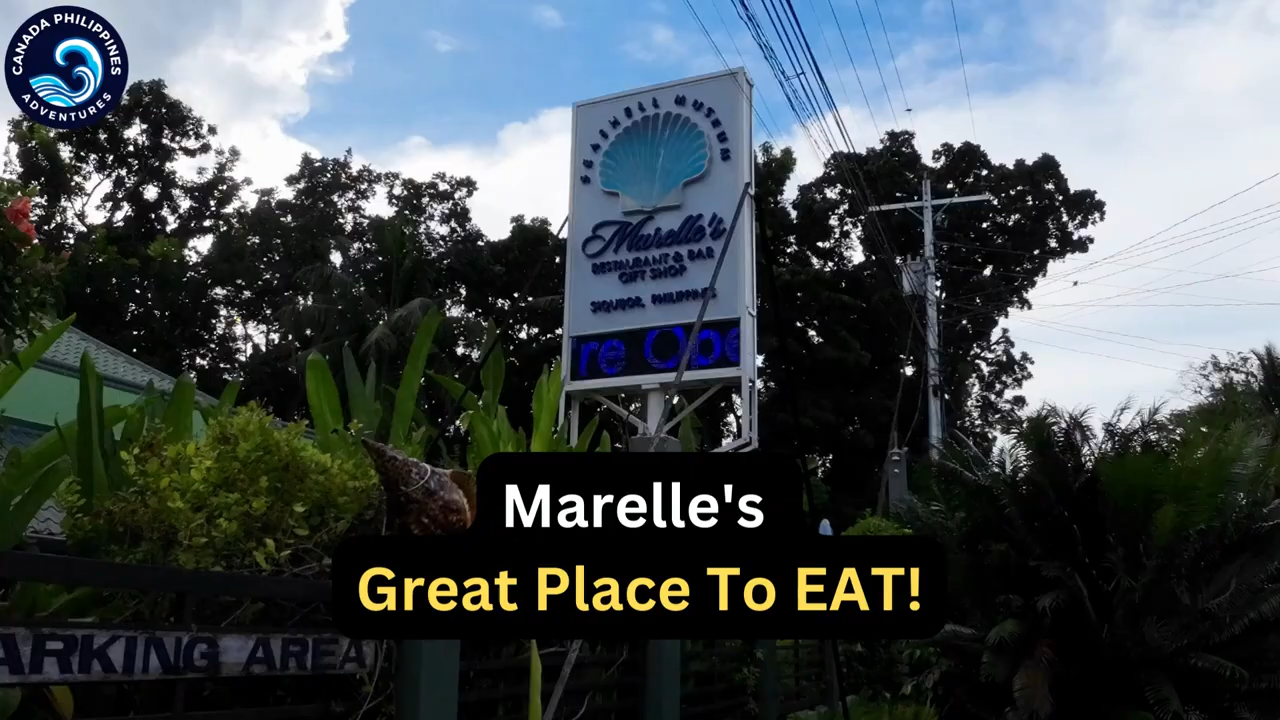 CANADA PHILIPPINES
ADVENTURES
SEASHELL MUSEUM
Marelle's
RESTAURANT & BAR
GIFT SHOP
SIQUIJOR, PHILIPPINES
re Ope
Marelle's
Great Place To EAT!
ARKING AREA